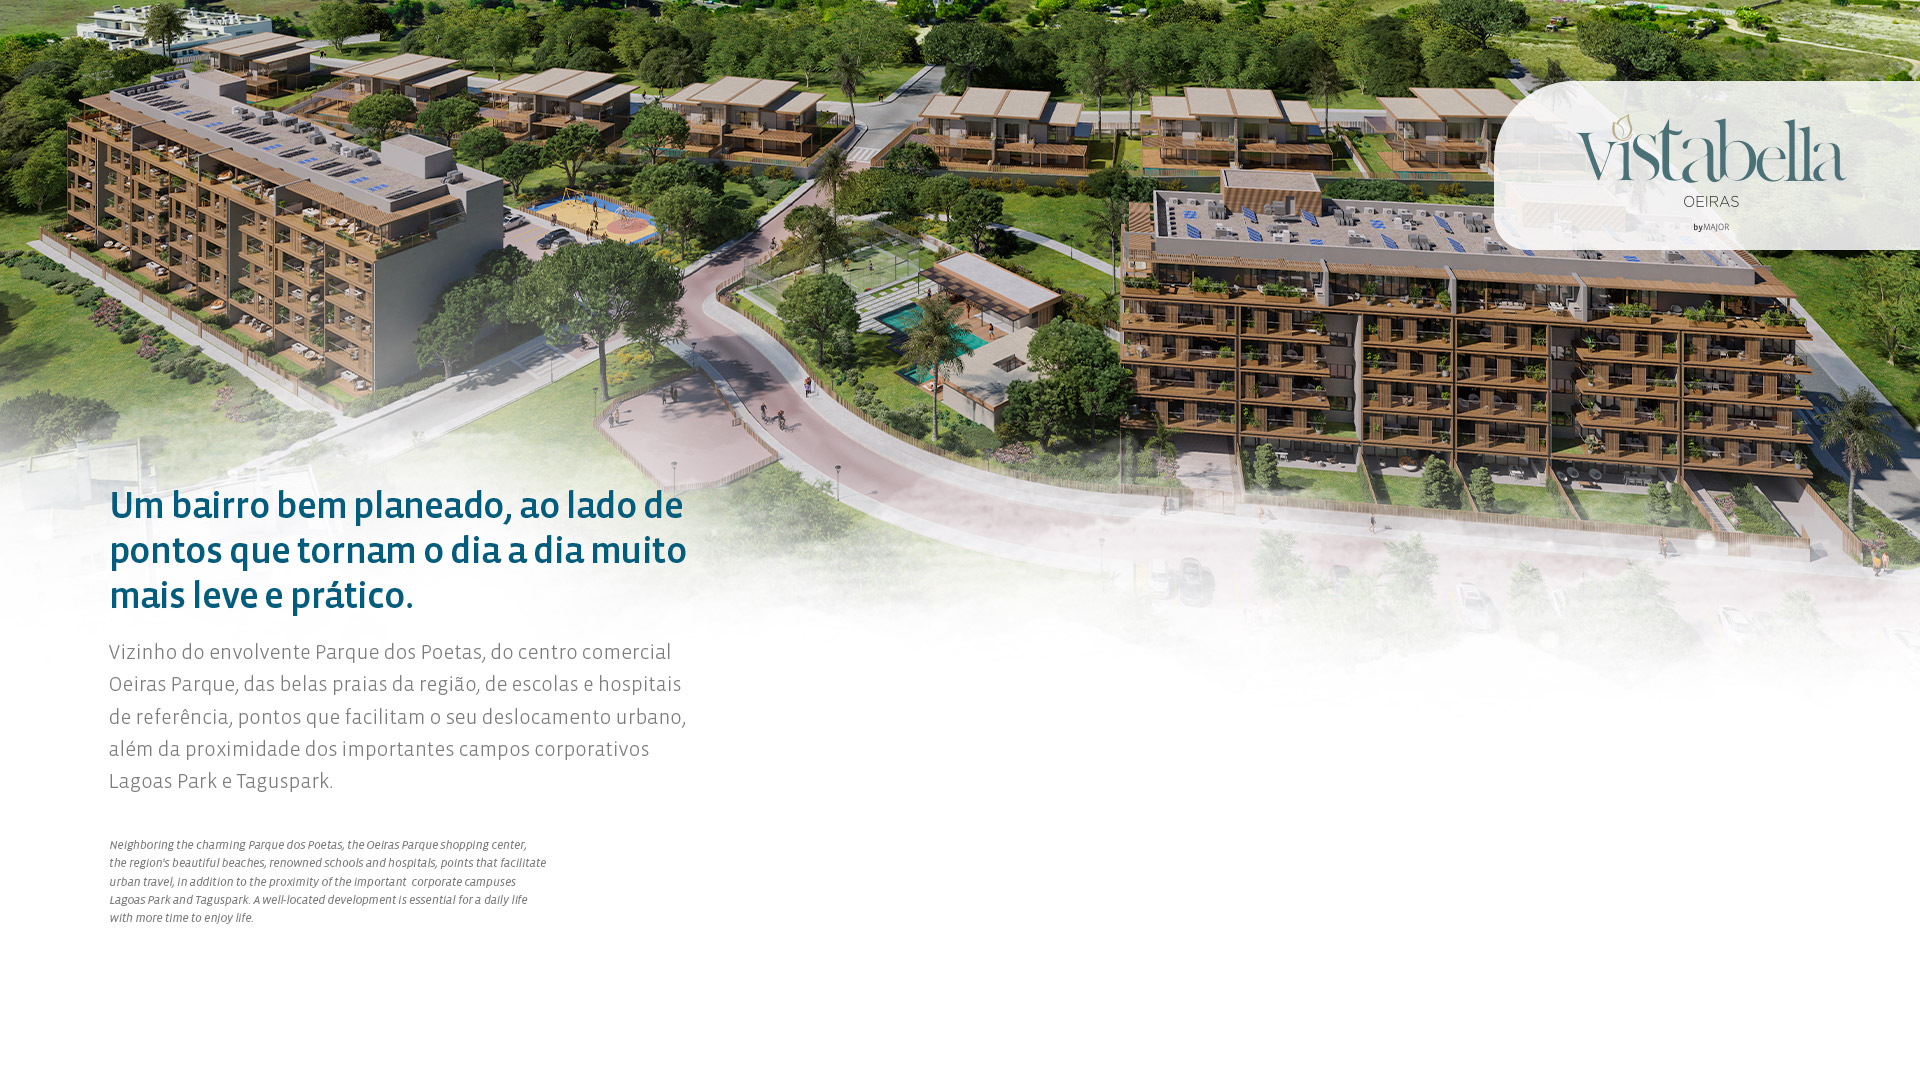 vistabella
OEIRAS
byMAJOR
Um bairro bem planeado, ao lado de
pontos que tornam o dia a dia muito
mais leve e prático.
Vizinho do envolvente Parque dos Poetas, do centro comercial
Oeiras Parque, das belas praias da região, de escolas e hospitais
de referência, pontos que facilitam o seu deslocamento urbano,
além da proximidade dos importantes campos corporativos
Lagoas Park e Taguspark.
Neighboring the charming Parque dos Poetas, the Oeiras Parque shopping center,
the region's beautiful beaches, renowned schools and hospitals, points that facilitate
urban travel, in addition to the proximity of the important corporate campuses
Lagoas Park and Taguspark. A well-located development is essential for a daily life
with more time to enjoy life.